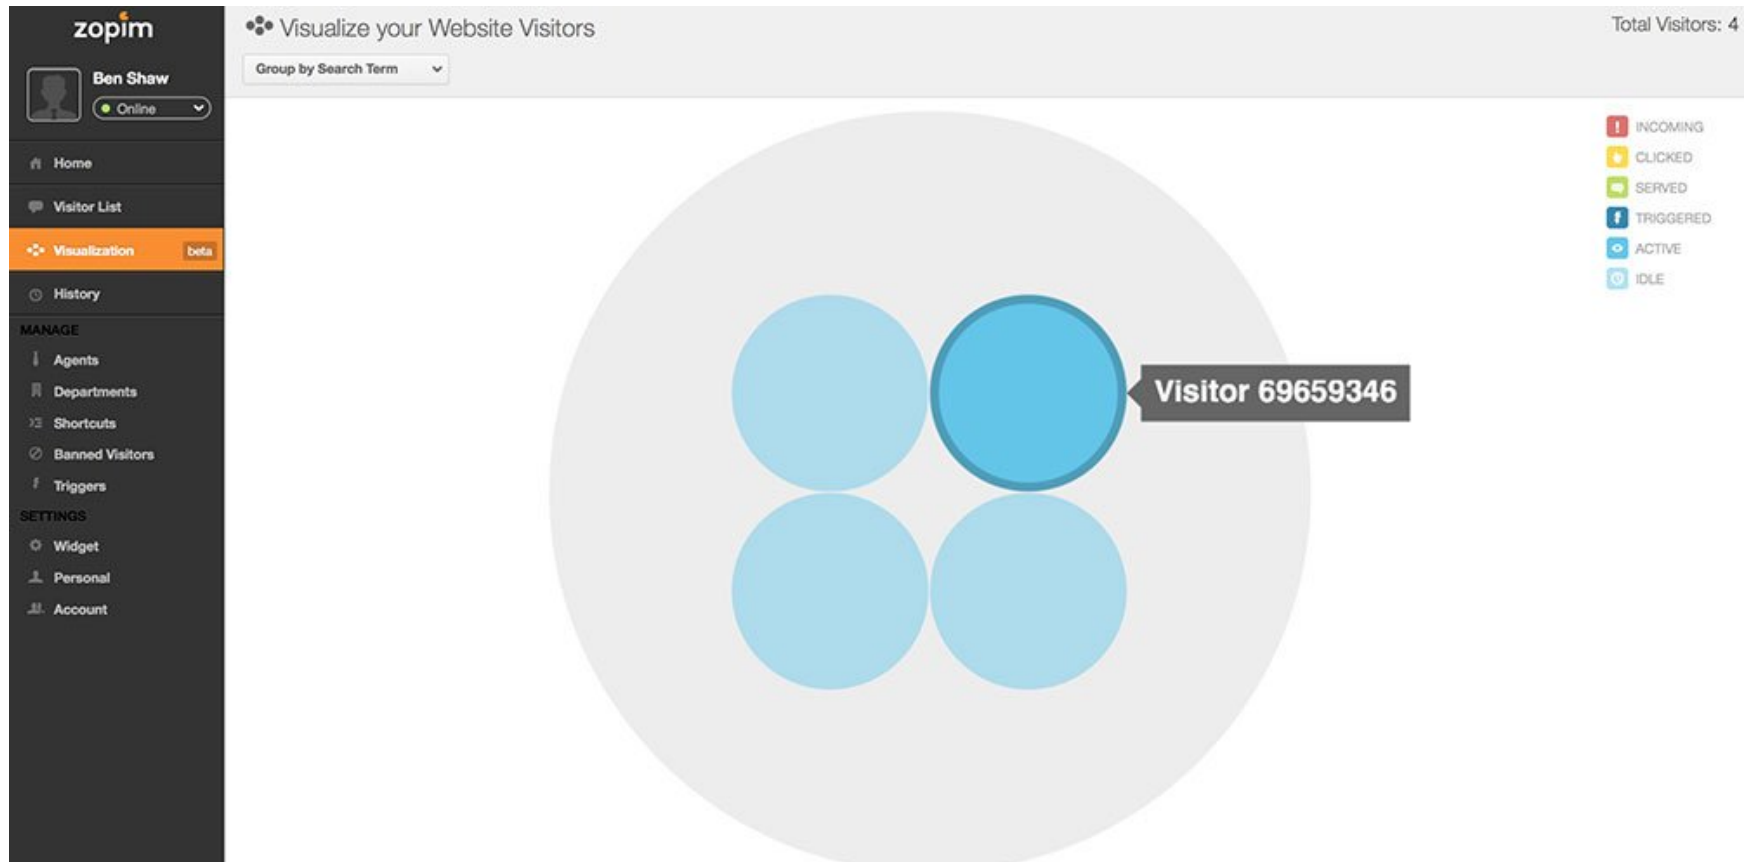 zopim
Ben Shaw
Online
Home
Visitor List
Visualization beta
History
MANAGE
Agents
Departments
Shortcuts
Banned Visitors
Triggers
SETTINGS
Widget
Personal
Account
Visualize your Website Visitors
Total Visitors: 4
Group by Search Term
INCOMING
CLICKED
SERVED
TRIGGERED
ACTIVE
IDLE
Visitor 69659346